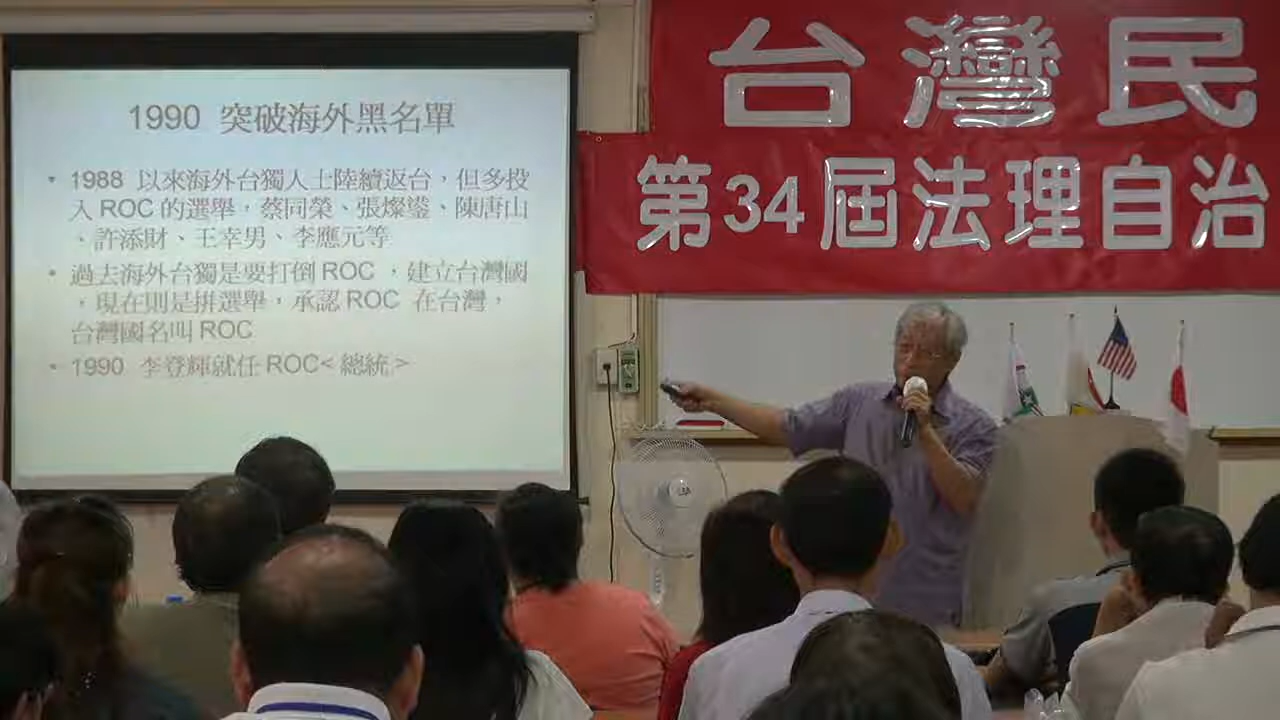 1990 突破海外黑名單
• 1988 以來海外台獨人士陸續返台，但多投
入 ROC 的選舉，蔡同榮、張燦鍙、陳唐山
、許添財、王幸男、李應元等
• 過去海外台獨是要打倒 ROC ，建立台灣國
，現在則是拚選舉，承認 ROC 在台灣，
台灣國名叫 ROC
• 1990 李登輝就任 ROC< 總統 >
台灣民
第34屆法理自治